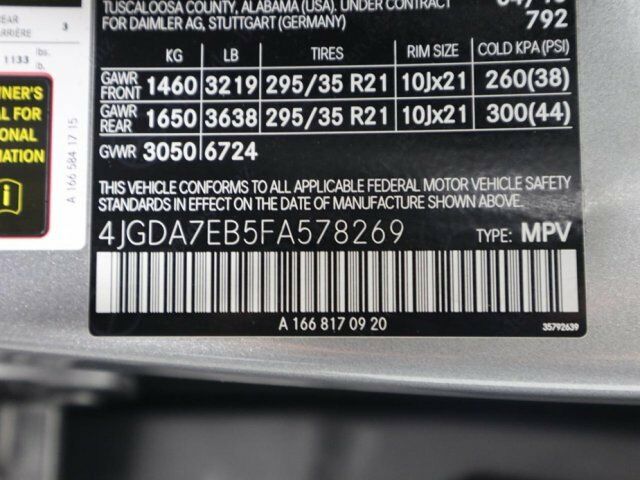 TUSCALOOSA COUNTY, ALABAMA (USA). UNDER CONTRACT
FOR DAIMLER AG, STUTTGART (GERMANY)
792
KG LB TIRES RIM SIZE COLD KPA (PSI)
GAWR FRONT 1460 3219 295/35 R21 10Jx21 260(38)
GAWR REAR 1650 3638 295/35 R21 10Jx21 300(44)
GVWR 3050 6724
THIS VEHICLE CONFORMS TO ALL APPLICABLE FEDERAL MOTOR VEHICLE SAFETY
STANDARDS IN EFFECT ON THE DATE OF MANUFACTURE SHOWN ABOVE.
4JGDA7EB5FA578269 TYPE: MPV
A 166 817 09 20
35792639
REAR 3
ARRIÈRE
1133 lbs.
lb.
NER'S
AL FOR
IONAL
MATION
i
A 166 584 17 15